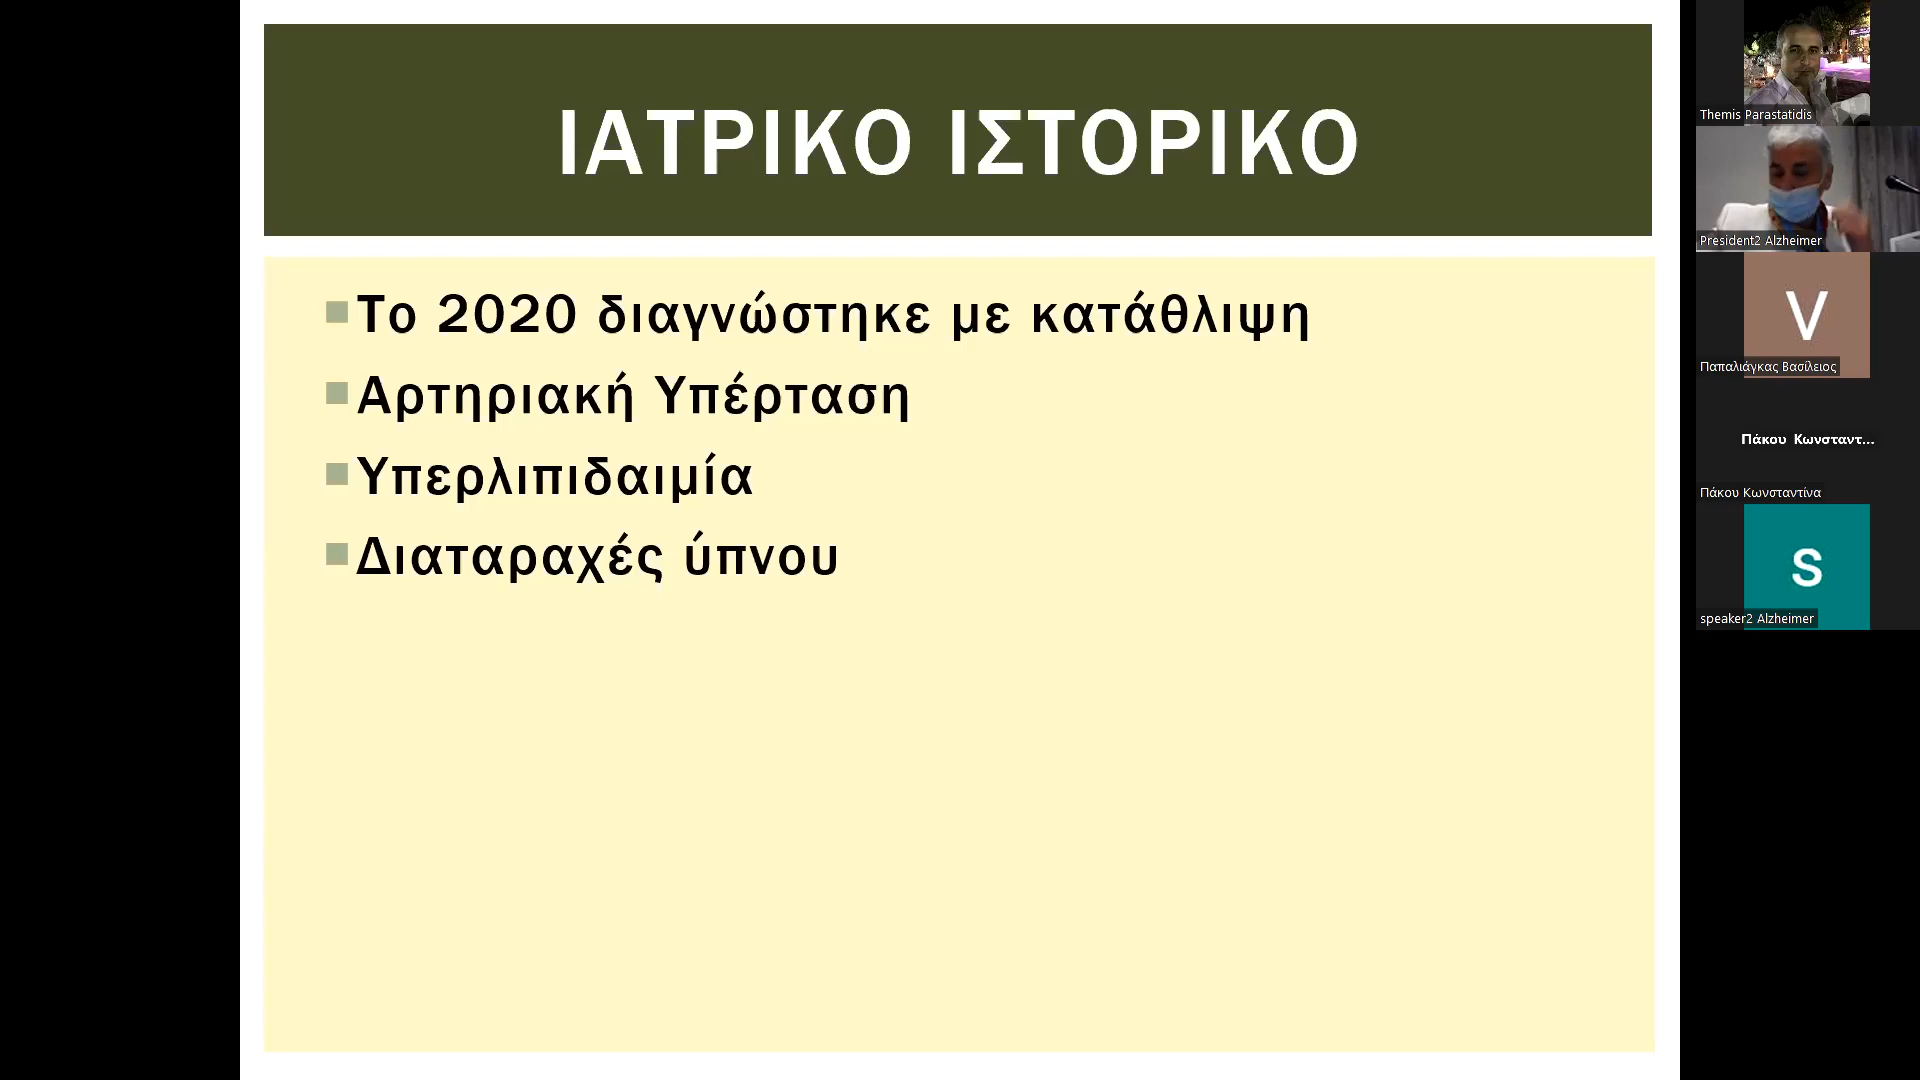 ΙΑΤΡΙΚΟ ΙΣΤΟΡΙΚΟ
Το 2020 διαγνώστηκε με κατάθλιψη
Αρτηριακή Υπέρταση
Υπερλιπιδαιμία
Διαταραχές ύπνου
Themis Parastatidis
President2 Alzheimer
V
Παπαλιάγκας Βασίλειος
Πάκου Κωνσταντ...
Πάκου Κωνσταντίνα
s
speaker2 Alzheimer